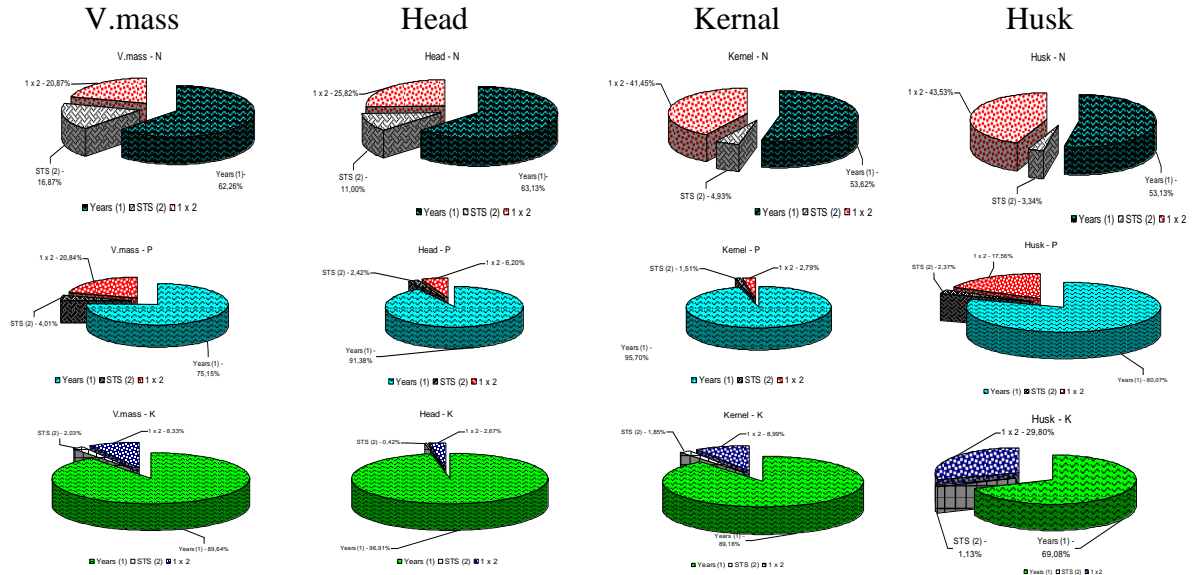 V.mass Head Kernal Husk
V.mass - N
1 x 2 - 20,87%
STS (2) -
16,87%
Years (1) -
62,26%
Years (1) STS (2) 1 x 2
Head - N
1 x 2 - 25,82%
STS (2) -
11,00%
Years (1) -
63,13%
Years (1) STS (2) 1 x 2
Kernel - N
1 x 2 - 41,45%
STS (2) - 4,93%
Years (1) -
53,62%
Years (1) STS (2) 1 x 2
Husk - N
1 x 2 - 43,53%
STS (2) - 3,34%
Years (1) -
53,13%
Years (1) STS (2) 1 x 2
V.mass - P
1 x 2 - 20,84%
STS (2) - 4,01%
Years (1) -
75,15%
Years (1) STS (2) 1 x 2
Head - P
STS (2) - 2,42%
1 x 2 - 6,20%
Years (1) -
91,38%
Years (1) STS (2) 1 x 2
Kernel - P
STS (2) - 1,51%
1 x 2 - 2,79%
Years (1) -
95,70%
Years (1) STS (2) 1 x 2
Husk - P
STS (2) - 2,37%
1 x 2 - 17,56%
Years (1) - 80,07%
Years (1) STS (2) 1 x 2
V.mass - K
STS (2) - 2,03%
1 x 2 - 8,33%
Years (1) - 89,64%
Years (1) STS (2) 1 x 2
Head - K
STS (2) - 0,42%
1 x 2 - 2,67%
Years (1) - 96,91%
Years (1) STS (2) 1 x 2
Kernel - K
STS (2) - 1,85%
1 x 2 - 8,99%
Years (1) -
89,16%
Years (1) STS (2) 1 x 2
Husk - K
1 x 2 - 29,80%
STS (2) -
1,13%
Years (1) -
69,08%
Years (1) STS (2) 1 x 2